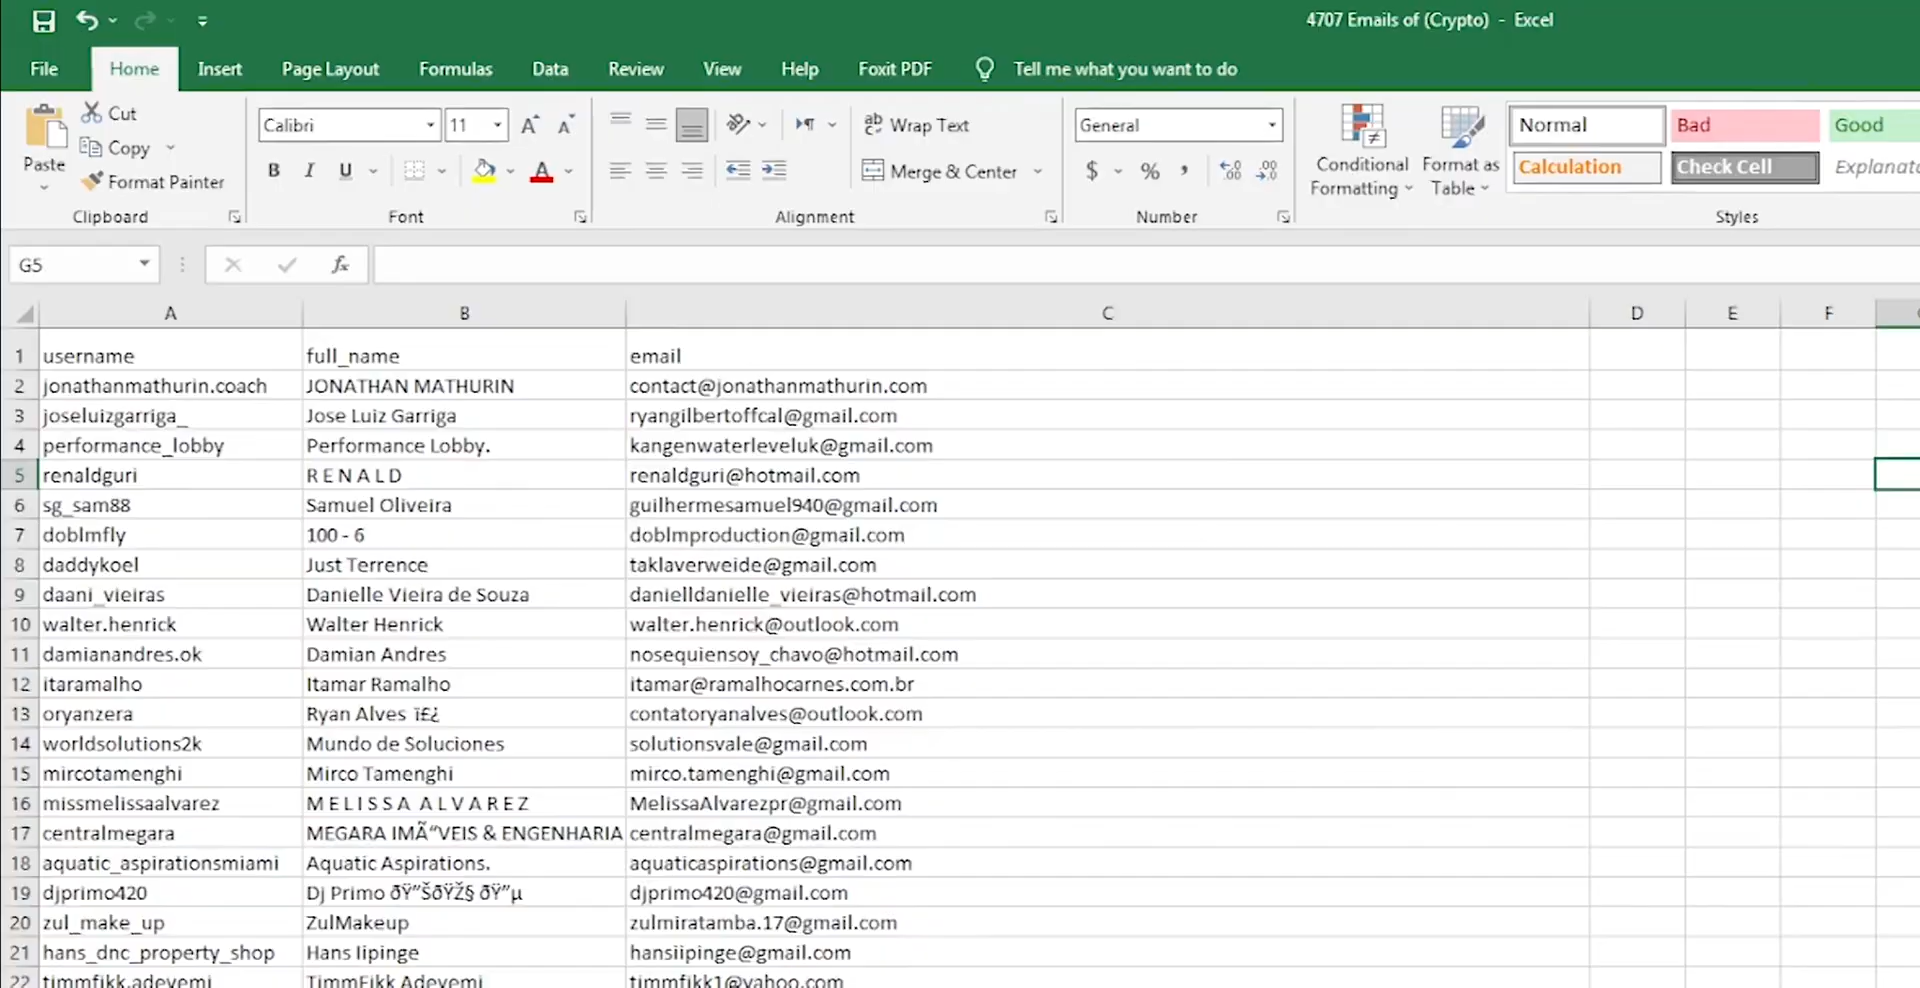 4707 Emails of (Crypto) - Excel
File Home Insert Page Layout Formulas Data Review View Help Foxit PDF Tell me what you want to do
Paste
Cut
Copy
Format Painter
Clipboard
Calibri 11
B I U
Font
Wrap Text
Merge & Center
Alignment
General
$ % ,
Number
Conditional
Formatting
Format as
Table
Normal Bad Good
Calculation Check Cell Explanat
Styles
G5 fx
A B C D E F
1 username full_name email
2 jonathanmathurin.coach JONATHAN MATHURIN contact@jonathanmathurin.com
3 joseluizgarriga_ Jose Luiz Garriga ryangilbertoffcal@gmail.com
4 performance_lobby Performance Lobby. kangenwaterleveluk@gmail.com
5 renaldguri R E N A L D renaldguri@hotmail.com
6 sg_sam88 Samuel Oliveira guilhermesamuel940@gmail.com
7 doblmfly 100 - 6 doblmproduction@gmail.com
8 daddykoel Just Terrence taklaverweide@gmail.com
9 daani_vieiras Danielle Vieira de Souza danielldanielle_vieiras@hotmail.com
10 walter.henrick Walter Henrick walter.henrick@outlook.com
11 damianandres.ok Damian Andres nosequiensoy_chavo@hotmail.com
12 itaramalho Itamar Ramalho itamar@ramalhocarnes.com.br
13 oryanzera Ryan Alves ï£¿ contatoryanalves@outlook.com
14 worldsolutions2k Mundo de Soluciones solutionsvale@gmail.com
15 mircotamenghi Mirco Tamenghi mirco.tamenghi@gmail.com
16 missmelissaalvarez M E L I S S A A L V A R E Z MelissaAlvarezpr@gmail.com
17 centralmegara MEGARA IMÃ“VEIS & ENGENHARIA centralmegara@gmail.com
18 aquatic_aspirationsmiami Aquatic Aspirations. aquaticaspirations@gmail.com
19 djprimo420 Dj Primo ðŸ”ŠðŸŽ§ ðŸ”µ djprimo420@gmail.com
20 zul_make_up ZulMakeup zulmiratamba.17@gmail.com
21 hans_dnc_property_shop Hans Iipinge hansiipinge@gmail.com
22 timmfikk.adeyemi TimmFikk Adeyemi timmfikk1@yahoo.com